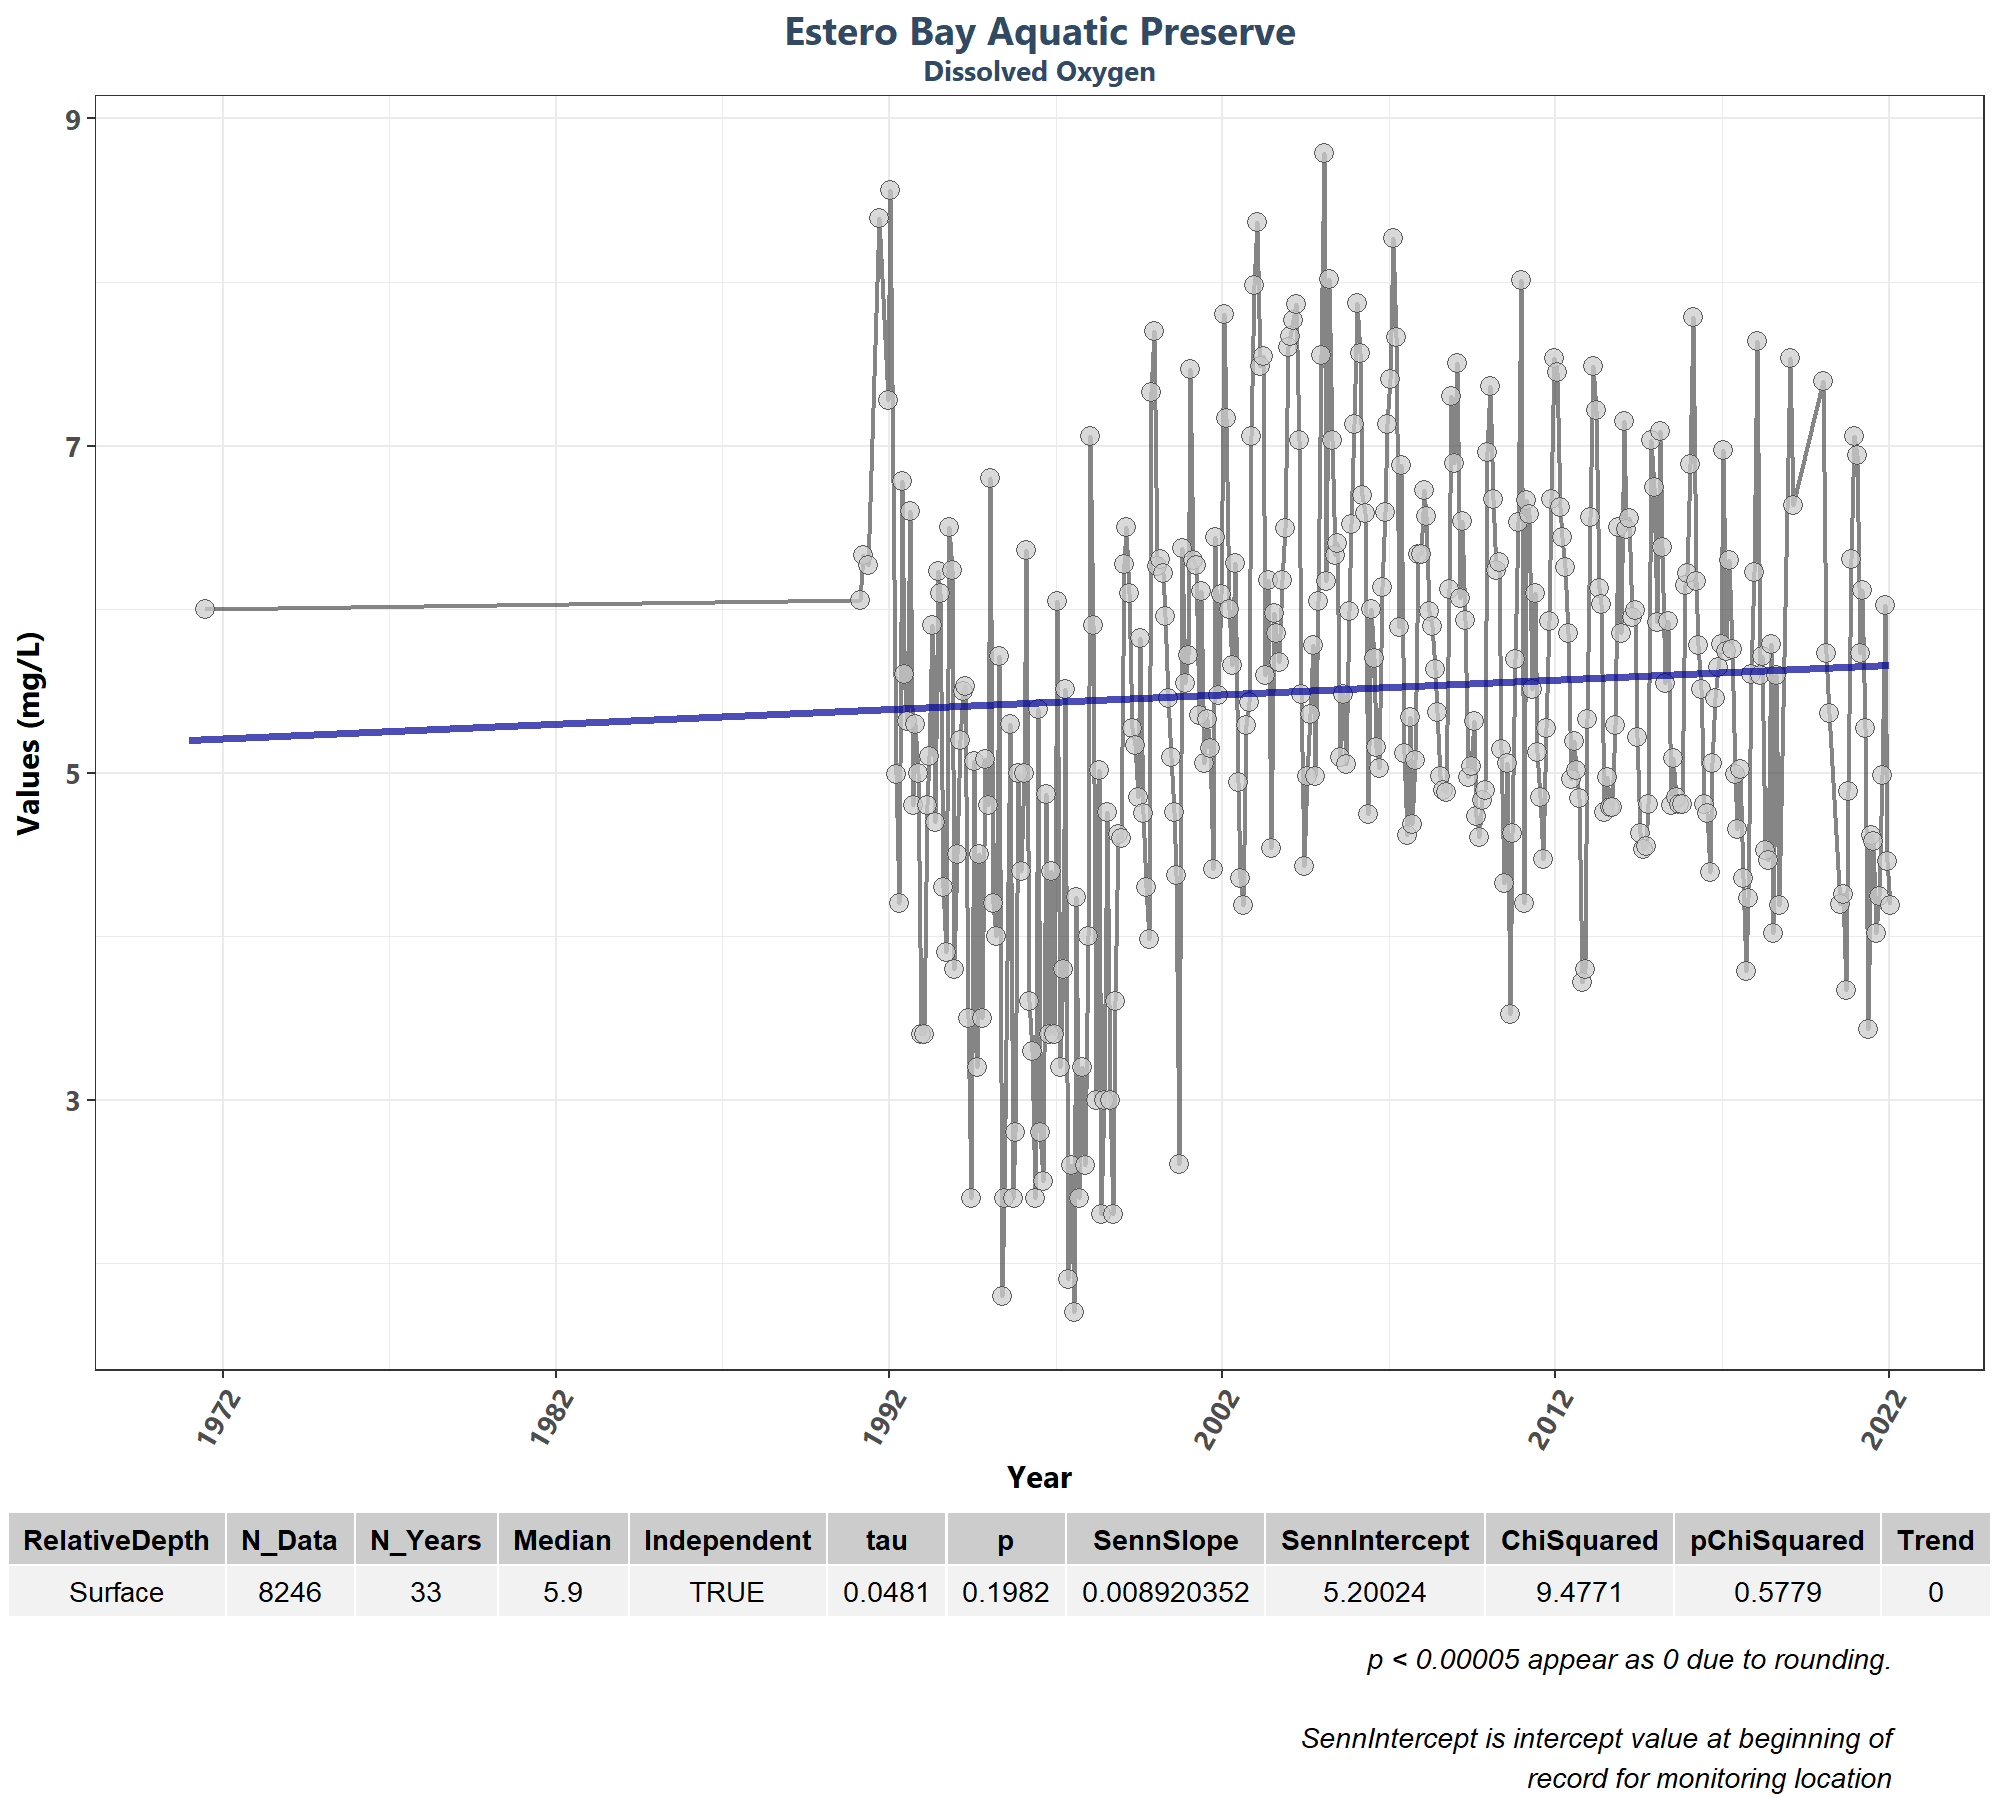 Estero Bay Aquatic Preserve
Dissolved Oxygen
Values (mg/L)
9
7
5
3
1972 1982 1992 2002 2012 2022
Year
RelativeDepth N_Data N_Years Median Independent tau p SennSlope SennIntercept ChiSquared pChiSquared Trend
Surface 8246 33 5.9 TRUE 0.0481 0.1982 0.008920352 5.20024 9.4771 0.5779 0
p < 0.00005 appear as 0 due to rounding.
SennIntercept is intercept value at beginning of
record for monitoring location